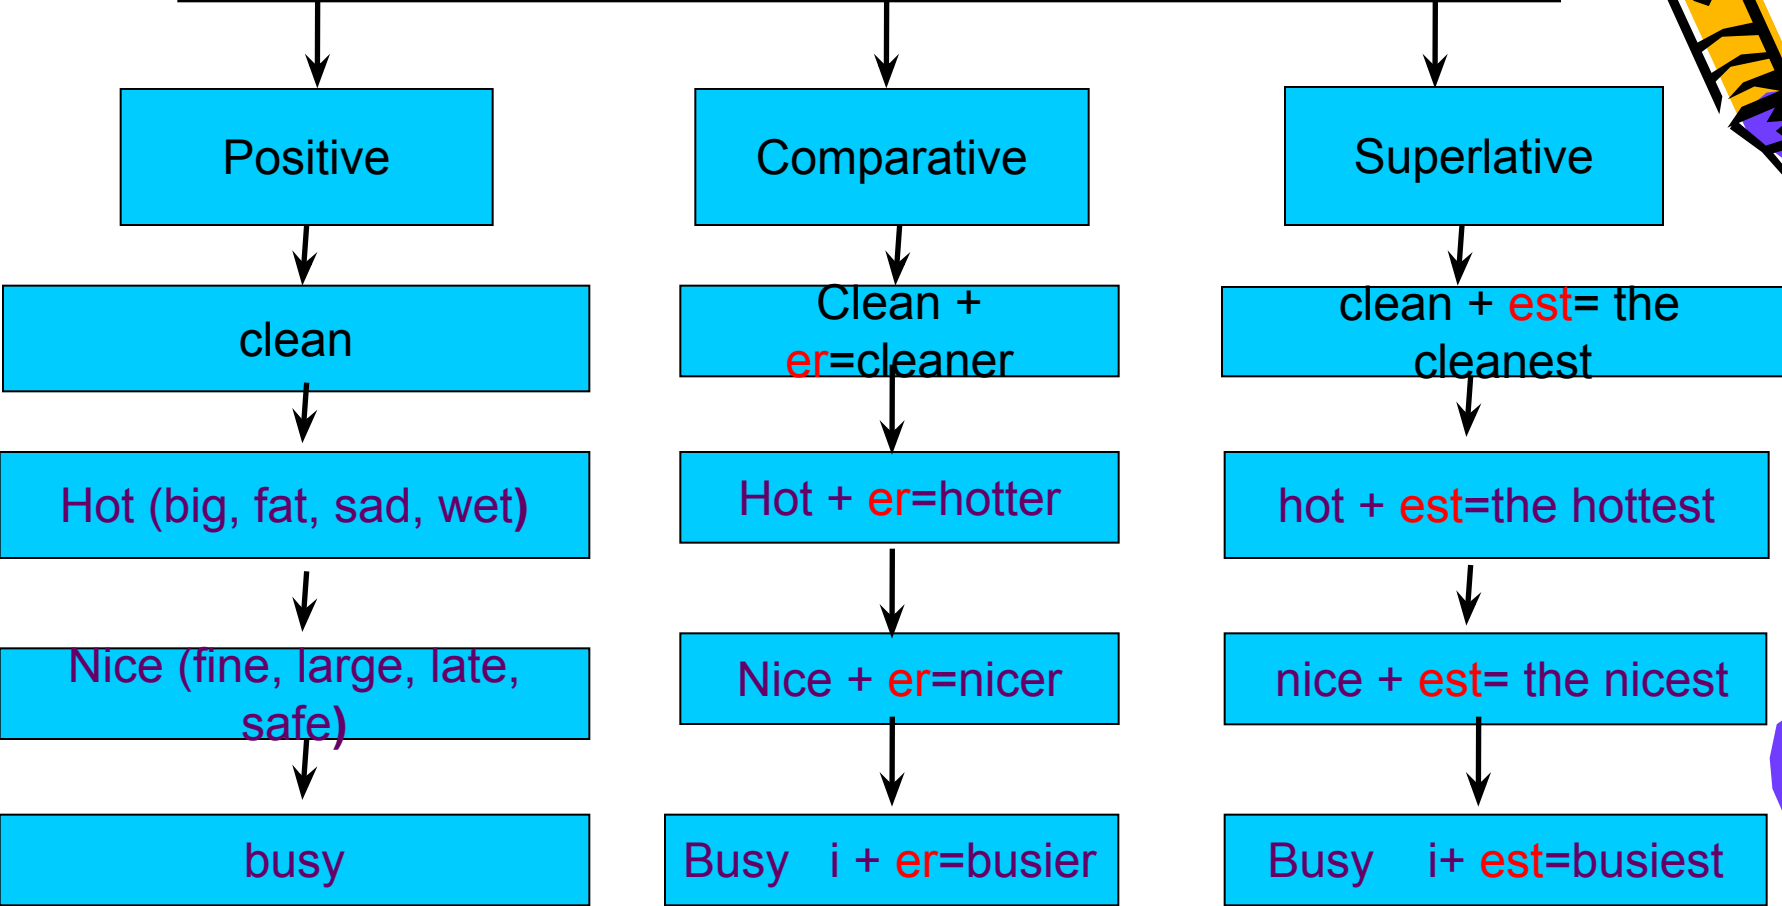 Positive
Comparative
Superlative
clean
Clean +
er=cleaner
clean + est= the
cleanest
Hot (big, fat, sad, wet)
Hot + er=hotter
hot + est=the hottest
Nice (fine, large, late,
safe)
Nice + er=nicer
nice + est= the nicest
busy
Busy i + er=busier
Busy i+ est=busiest